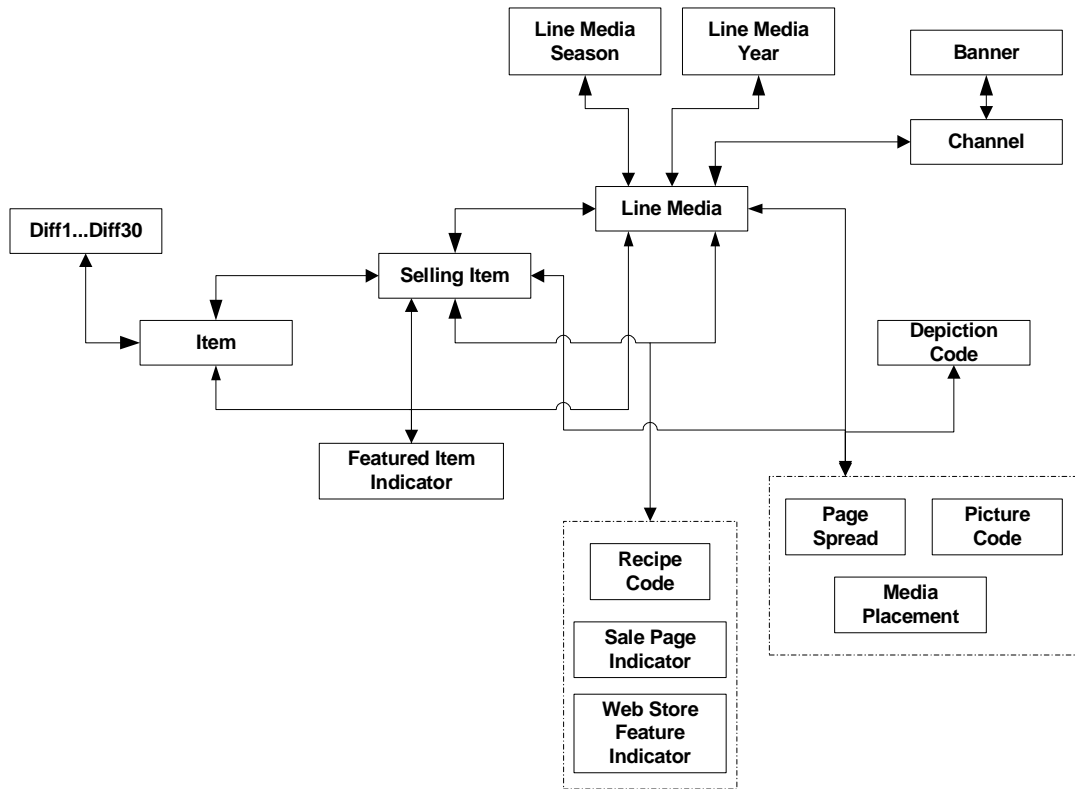 Line Media
Season
Line Media
Year
Banner
Channel
Line Media
Diff1...Diff30
Selling Item
Item
Depiction
Code
Featured Item
Indicator
Page
Spread
Picture
Code
Media
Placement
Recipe
Code
Sale Page
Indicator
Web Store
Feature
Indicator